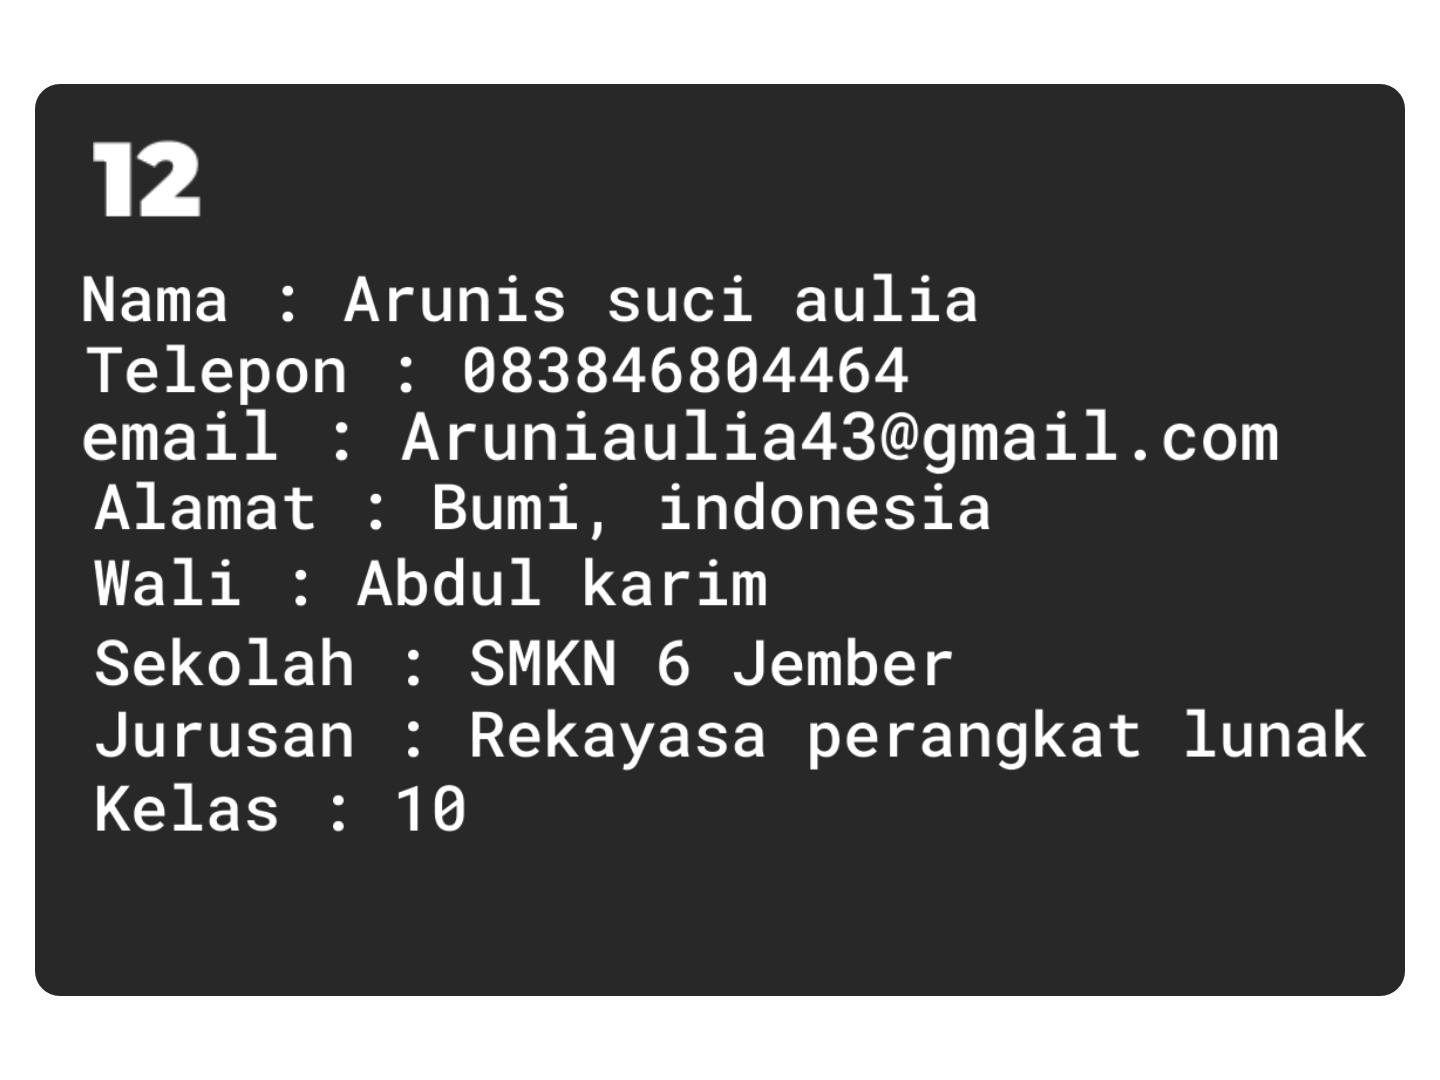 12
Nama : Arunis suci aulia
Telepon : 083846804464
email : Aruniaulia43@gmail.com
Alamat : Bumi, indonesia
Wali : Abdul karim
Sekolah : SMKN 6 Jember
Jurusan : Rekayasa perangkat lunak
Kelas : 10